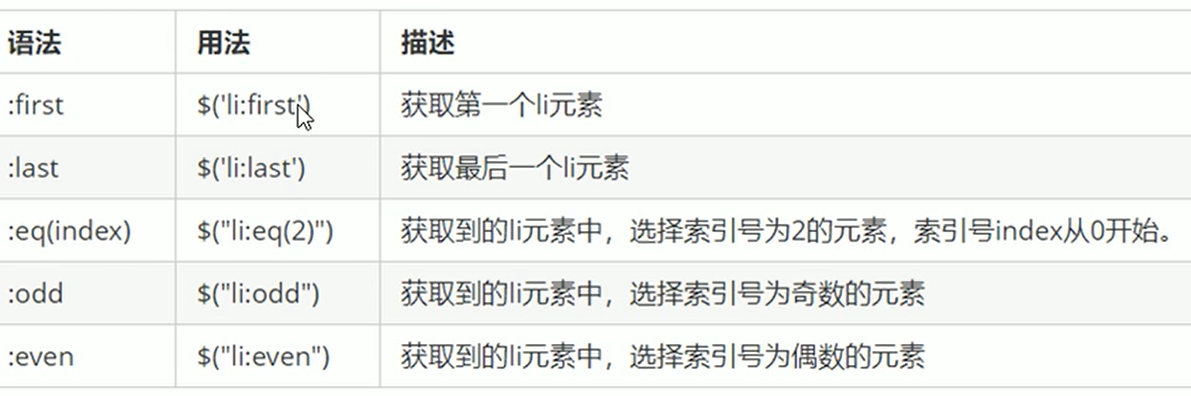 语法 用法 描述
:first $('li:first') 获取第一个li元素
:last $('li:last') 获取最后一个li元素
:eq(index) $("li:eq(2)") 获取到的li元素中，选择索引号为2的元素，索引号index从0开始。
:odd $("li:odd") 获取到的li元素中，选择索引号为奇数的元素
:even $("li:even") 获取到的li元素中，选择索引号为偶数的元素